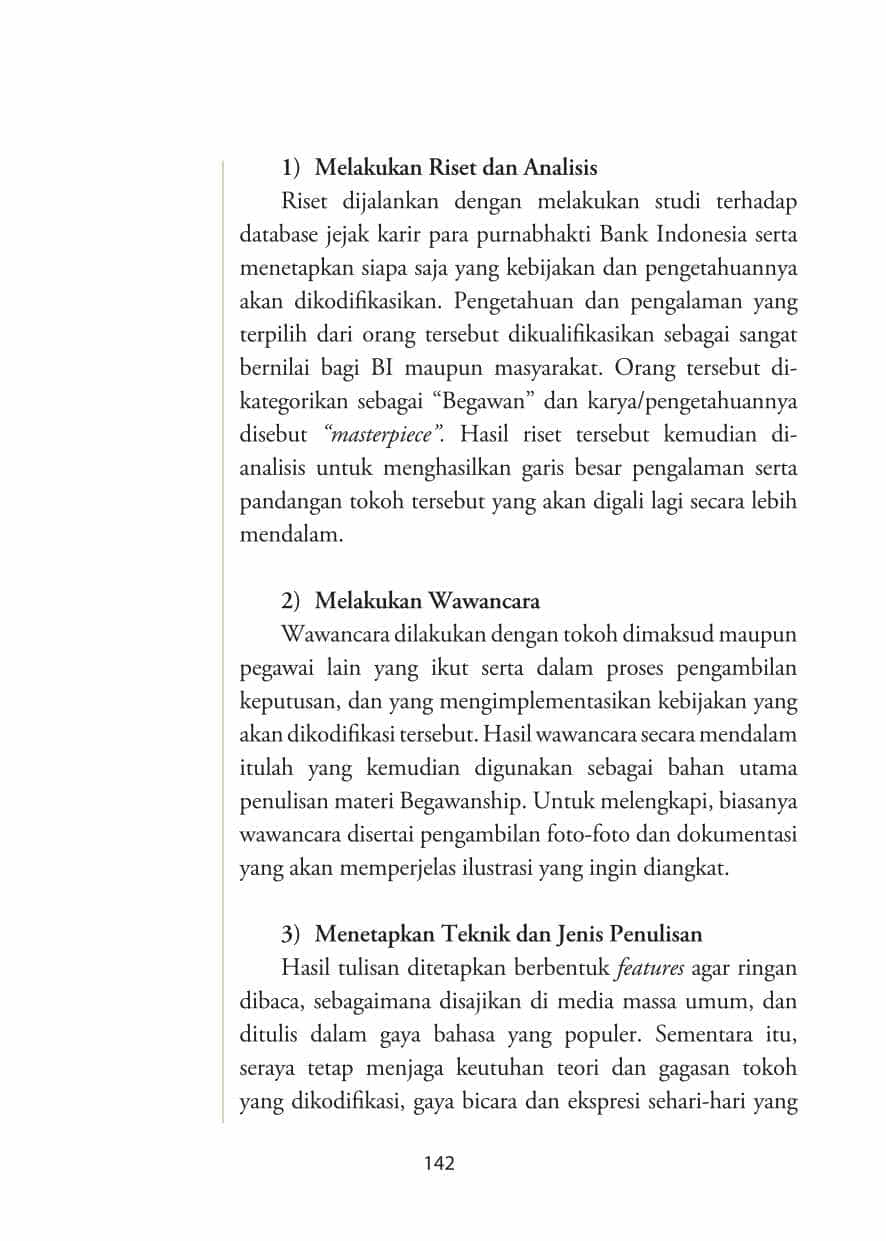 1) Melakukan Riset dan Analisis
Riset dijalankan dengan melakukan studi terhadap
database jejak karir para purnabhakti Bank Indonesia serta
menetapkan siapa saja yang kebijakan dan pengetahuannya
akan dikodifikasikan. Pengetahuan dan pengalaman yang
terpilih dari orang tersebut dikualifikasikan sebagai sangat
bernilai bagi BI maupun masyarakat. Orang tersebut di-
kategorikan sebagai “Begawan” dan karya/pengetahuannya
disebut “masterpiece”. Hasil riset tersebut kemudian di-
analisis untuk menghasilkan garis besar pengalaman serta
pandangan tokoh tersebut yang akan digali lagi secara lebih
mendalam.
2) Melakukan Wawancara
Wawancara dilakukan dengan tokoh dimaksud maupun
pegawai lain yang ikut serta dalam proses pengambilan
keputusan, dan yang mengimplementasikan kebijakan yang
akan dikodifikasi tersebut. Hasil wawancara secara mendalam
itulah yang kemudian digunakan sebagai bahan utama
penulisan materi Begawanship. Untuk melengkapi, biasanya
wawancara disertai pengambilan foto-foto dan dokumentasi
yang akan memperjelas ilustrasi yang ingin diangkat.
3) Menetapkan Teknik dan Jenis Penulisan
Hasil tulisan ditetapkan berbentuk features agar ringan
dibaca, sebagaimana disajikan di media massa umum, dan
ditulis dalam gaya bahasa yang populer. Sementara itu,
seraya tetap menjaga keutuhan teori dan gagasan tokoh
yang dikodifikasi, gaya bicara dan ekspresi sehari-hari yang
142